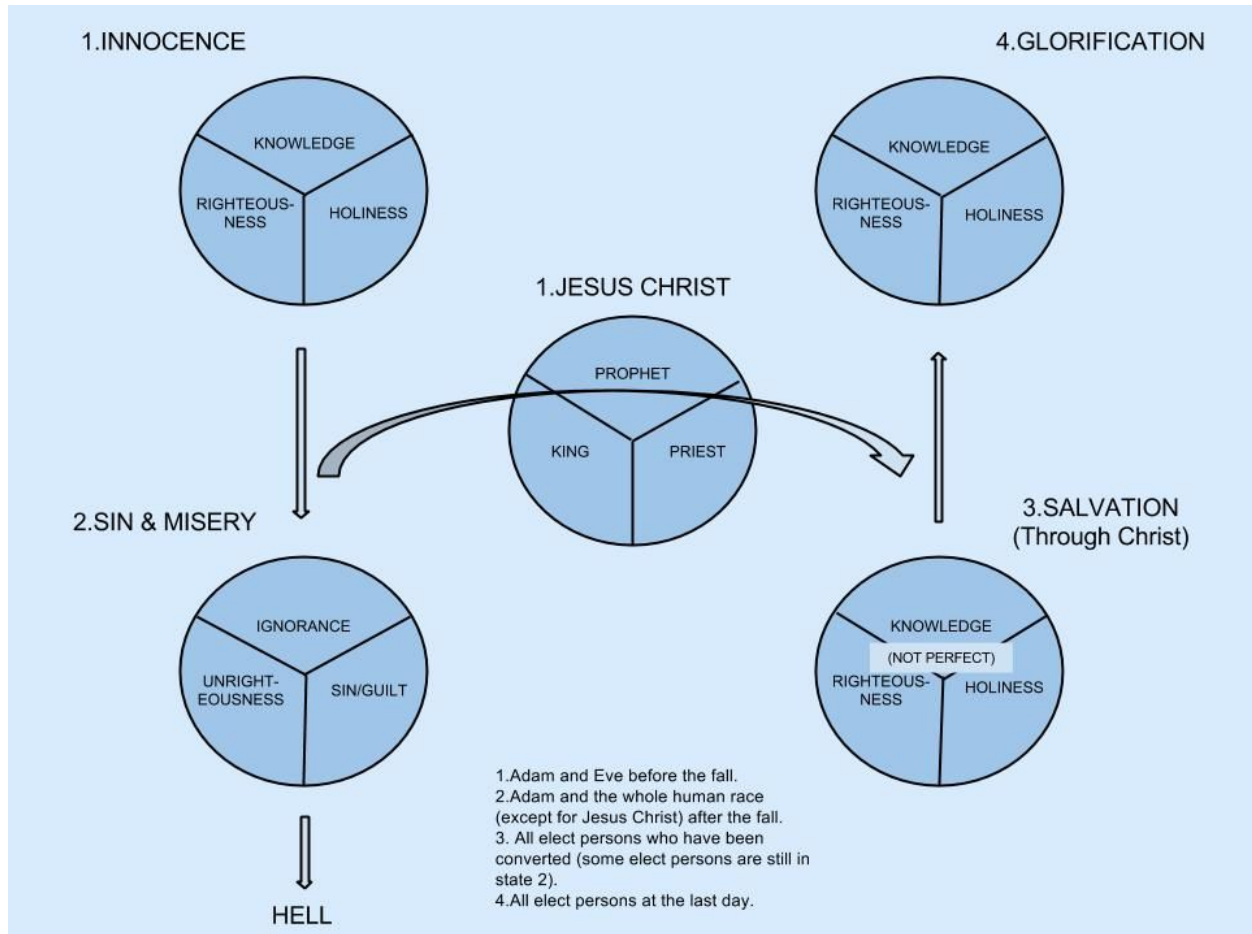 1.INNOCENCE
KNOWLEDGE
RIGHTEOUS-
NESS
HOLINESS
4.GLORIFICATION
KNOWLEDGE
RIGHTEOUS-
NESS
HOLINESS
1.JESUS CHRIST
PROPHET
KING
PRIEST
2.SIN & MISERY
IGNORANCE
UNRIGHT-
EOUSNESS
SIN/GUILT
HELL
3.SALVATION
(Through Christ)
KNOWLEDGE
(NOT PERFECT)
RIGHTEOUS-
NESS
HOLINESS
1.Adam and Eve before the fall.
2.Adam and the whole human race
(except for Jesus Christ) after the fall.
3. All elect persons who have been
converted (some elect persons are still in
state 2).
4.All elect persons at the last day.